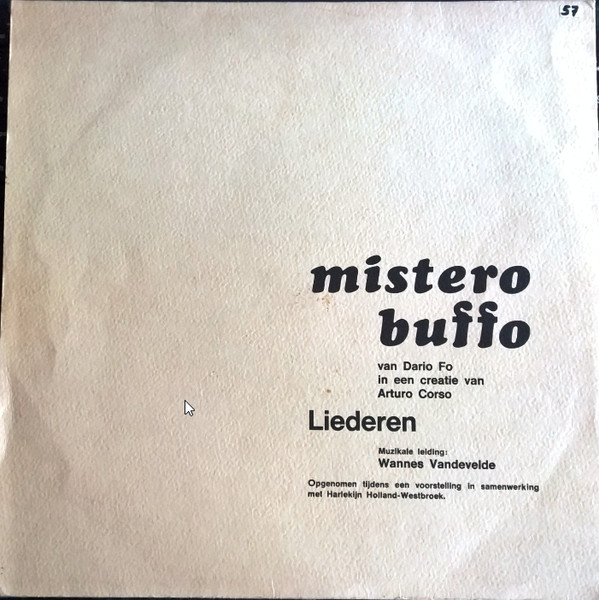 57
mistero
buffo
van Dario Fo
in een creatie van
Arturo Corso
Liederen
Muzikale leiding:
Wannes Vandevelde
Opgenomen tijdens een voorstelling in samenwerking
met Harlekijn Holland-Westbroek.